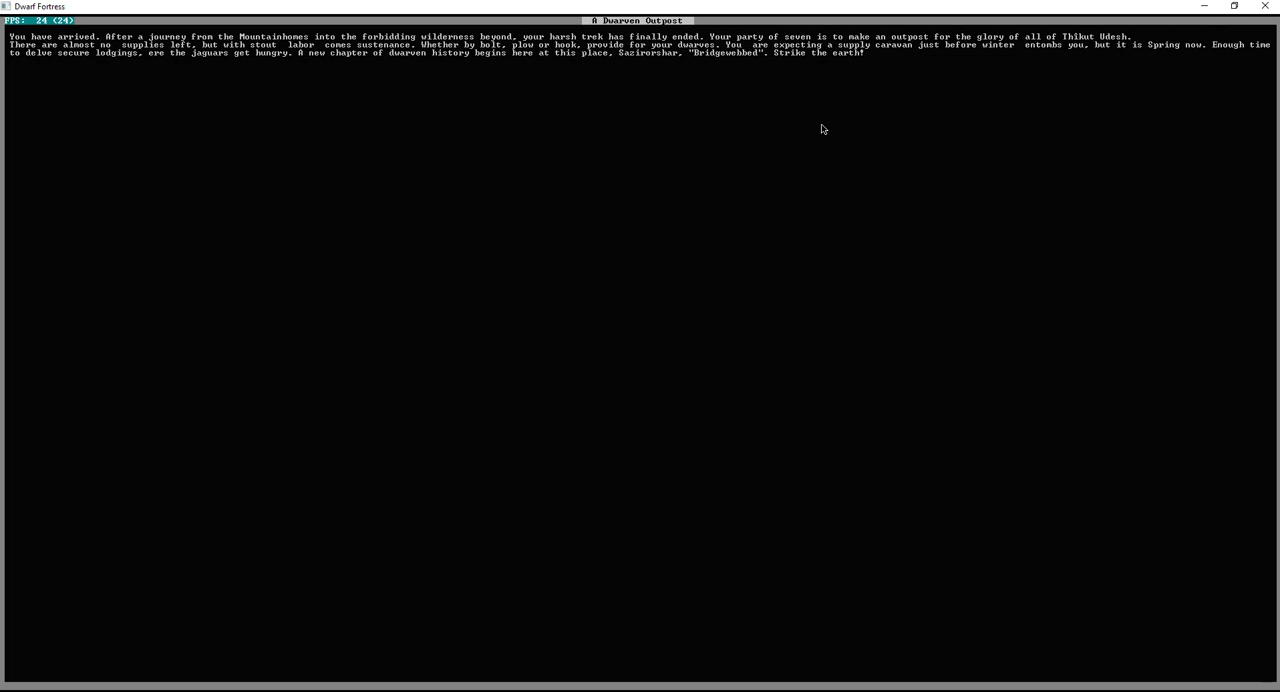 Dwarf Fortress
FPS: 24 (24)
A Dwarven Outpost
You have arrived. After a journey from the Mountainhomes into the forbidding wilderness beyond, your harsh trek has finally ended. Your party of seven is to make an outpost for the glory of all of Thîkut Udesh.
There are almost no  supplies left, but with stout  labor  comes sustenance. Whether by bolt, plow or hook, provide for your dwarves. You  are expecting a supply caravan just before winter  entombs you, but it is Spring now. Enough time
to delve secure lodgings, ere the jaguars get hungry. A new chapter of dwarven history begins here at this place, Sazirorshar, "Bridgewebbed". Strike the earth!